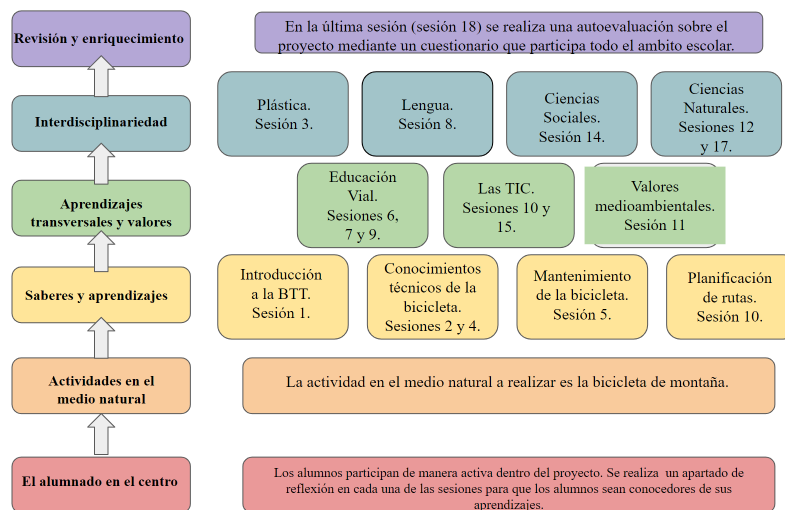 Revisión y enriquecimiento
En la última sesión (sesión 18) se realiza una autoevaluación sobre el
proyecto mediante un cuestionario que participa todo el ambito escolar.
Interdisciplinariedad
Plástica.
Sesión 3.
Lengua.
Sesión 8.
Ciencias
Sociales.
Sesión 14.
Ciencias
Naturales.
Sesiones 12
y 17.
Aprendizajes
transversales y valores
Educación
Vial.
Sesiones 6,
7 y 9.
Las TIC.
Sesiones 10 y
15.
Valores
medioambientales.
Sesión 11
Saberes y aprendizajes
Introducción
a la BTT.
Sesión 1.
Conocimientos
técnicos de la
bicicleta.
Sesiones 2 y 4.
Mantenimiento
de la bicicleta.
Sesión 5.
Planificación
de rutas.
Sesión 10.
Actividades en el
medio natural
La actividad en el medio natural a realizar es la bicicleta de montaña.
El alumnado en el centro
Los alumnos participan de manera activa dentro del proyecto. Se realiza un apartado de
reflexión en cada una de las sesiones para que los alumnos sean conocedores de sus
aprendizajes.